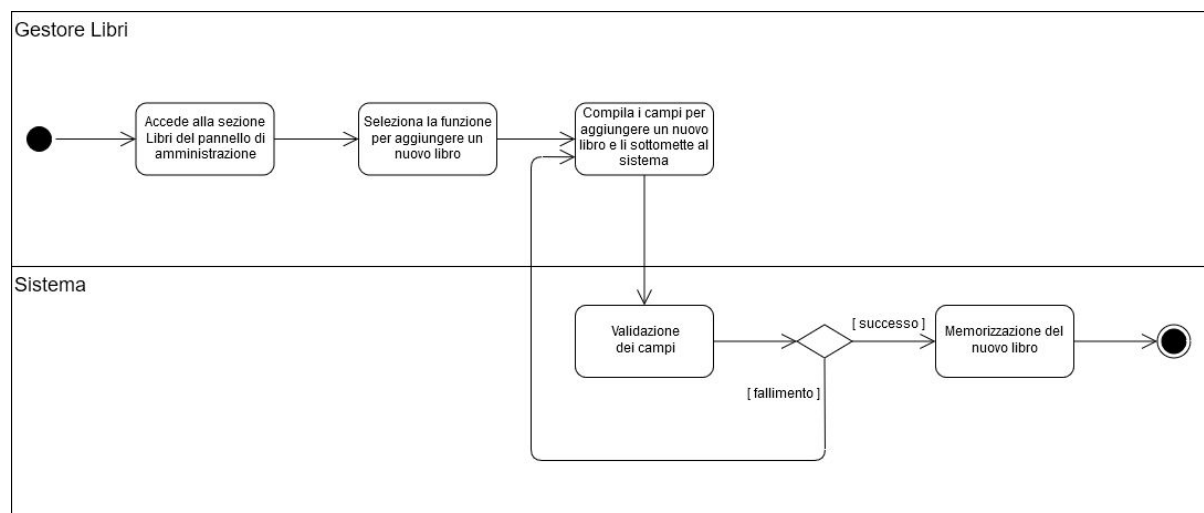 Gestore Libri
Accede alla sezione
Libri del pannello di
amministrazione
Seleziona la funzione
per aggiungere un
nuovo libro
Compila i campi per
aggiungere un nuovo
libro e li sottomette al
sistema
Sistema
Validazione
dei campi
[ successo ]
[ fallimento ]
Memorizzazione del
nuovo libro